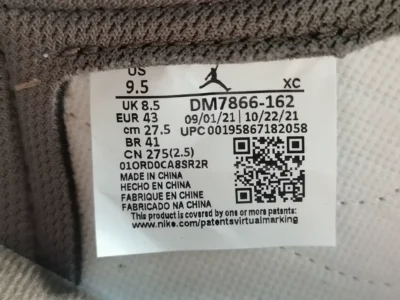 US
9.5 XC
UK 8.5 DM7866-162
EUR 43 09/01/21 10/22/21
cm 27.5 UPC 00195867182058
BR 41
CN 275(2.5)
01ORD0CA8SR2R
MADE IN CHINA
HECHO EN CHINA
FABRIQUE EN CHINE
FABRICADO NA CHINA
This product is covered by one or more patents.
www.nike.com/patentsvirtualmarking